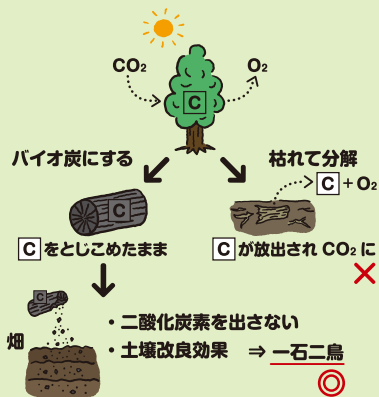 CO₂
O₂
C
バイオ炭にする
枯れて分解
C
C + O₂
C をとじこめたまま
C が放出され CO₂ に
C
畑
・二酸化炭素を出さない
・土壌改良効果 ⇒ 一石二鳥